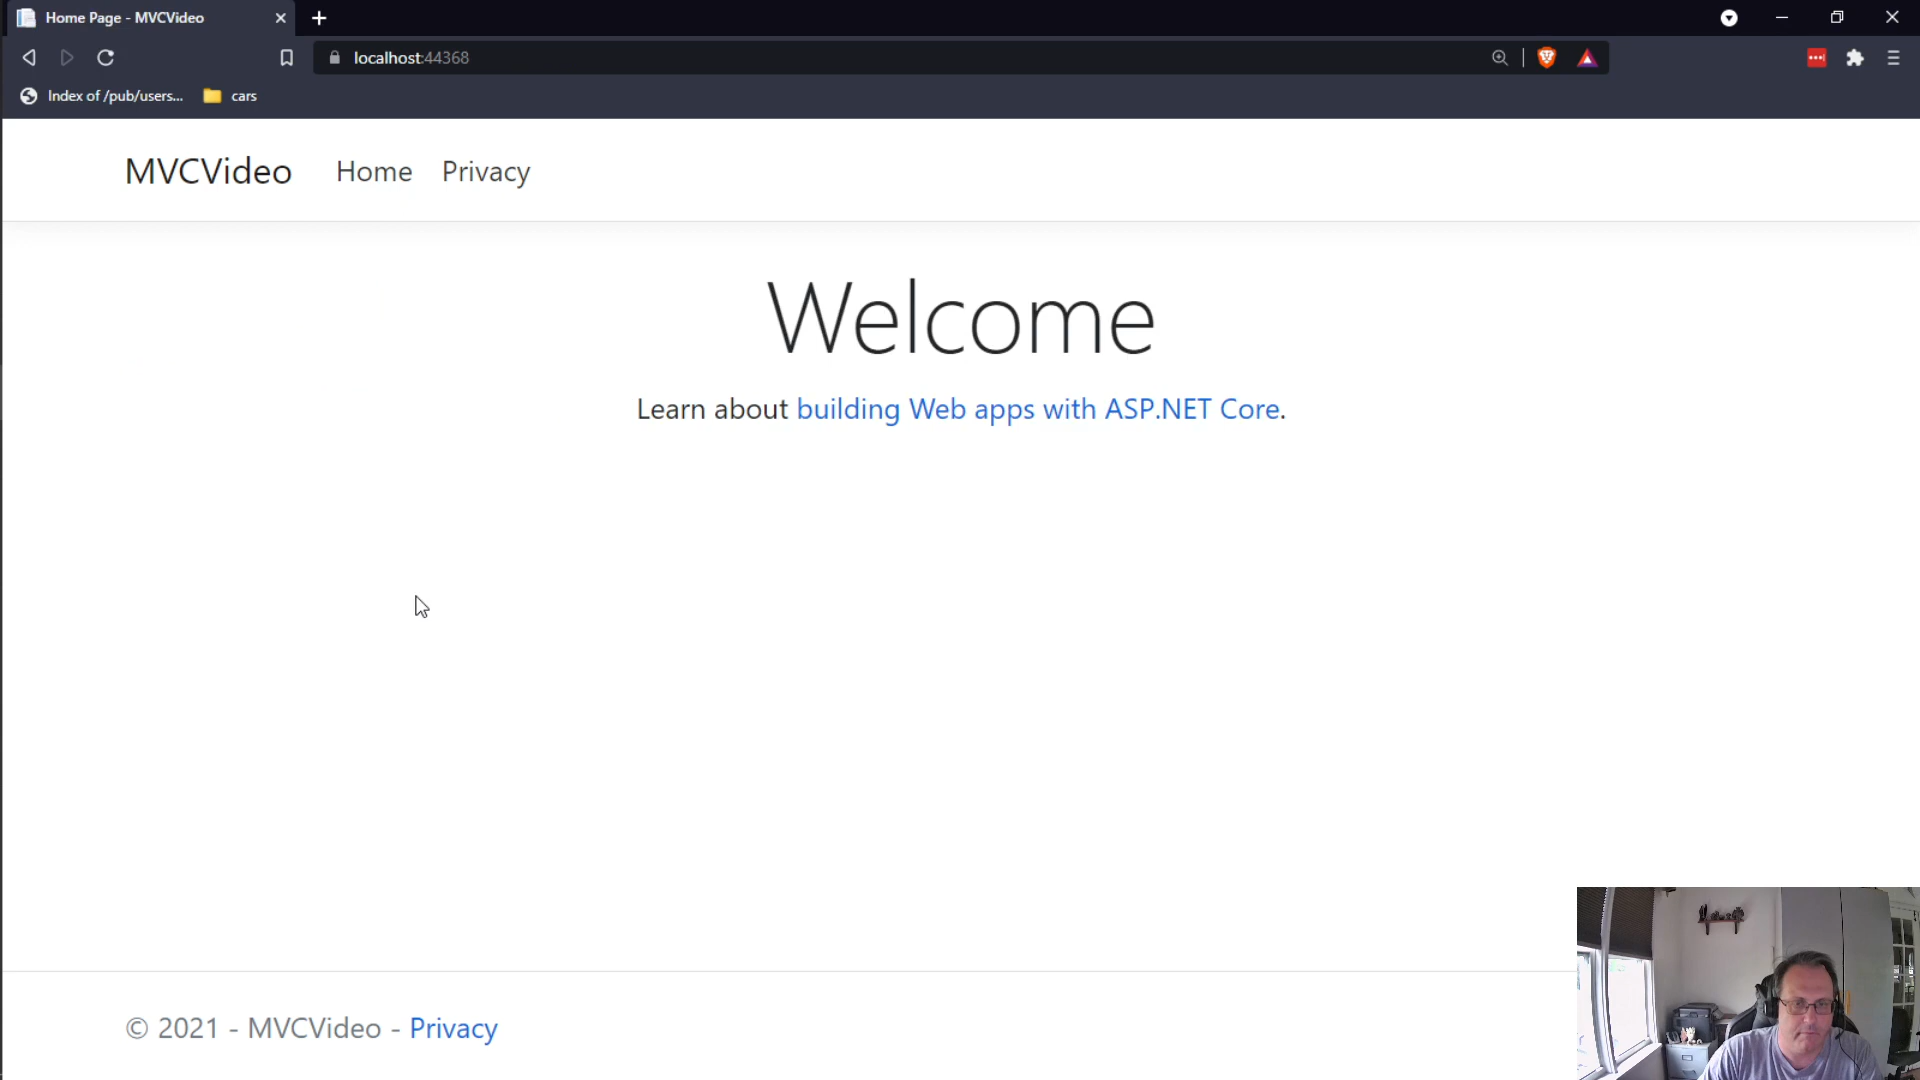 Home Page - MVCVideo
localhost:44368
Index of /pub/users...
cars
MVCVideo Home Privacy
Welcome
Learn about building Web apps with ASP.NET Core.
© 2021 - MVCVideo - Privacy